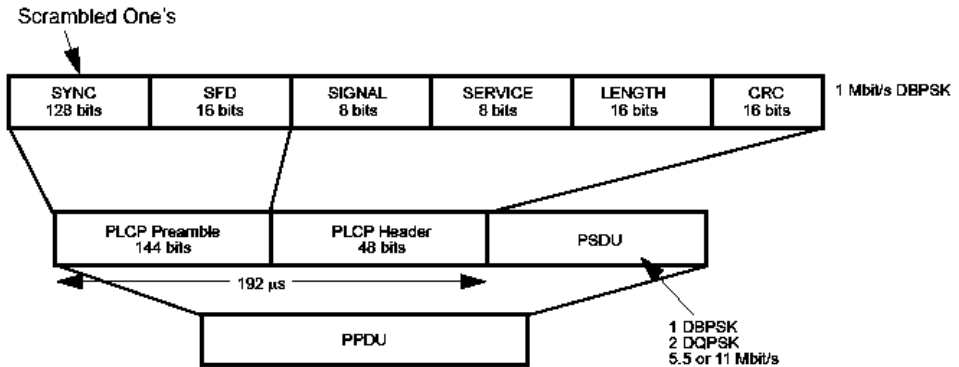 Scrambled One's
SYNC
128 bits
SFD
16 bits
SIGNAL
8 bits
SERVICE
8 bits
LENGTH
16 bits
CRC
16 bits
1 Mbit/s DBPSK
PLCP Preamble
144 bits
PLCP Header
48 bits
PSDU
192 µs
1 DBPSK
2 DQPSK
5.5 or 11 Mbit/s
PPDU